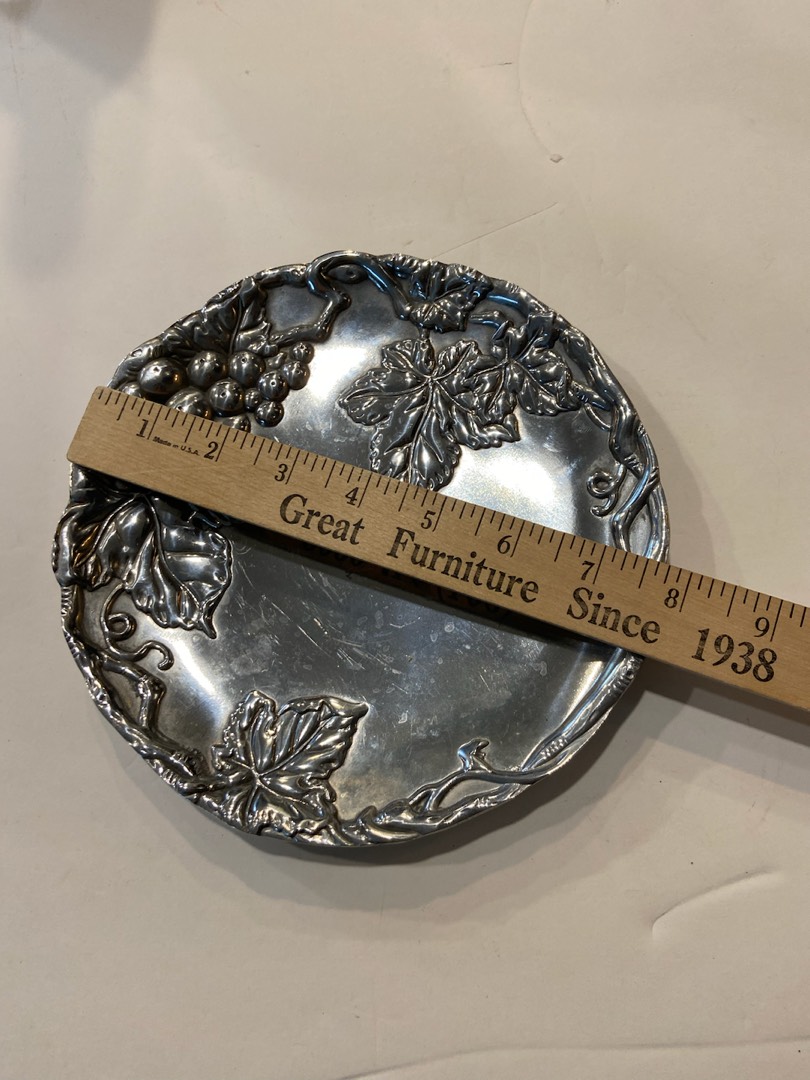 1 2 3 4 5 6 7 8 9
Made in U.S.A.
Great Furniture Since 1938